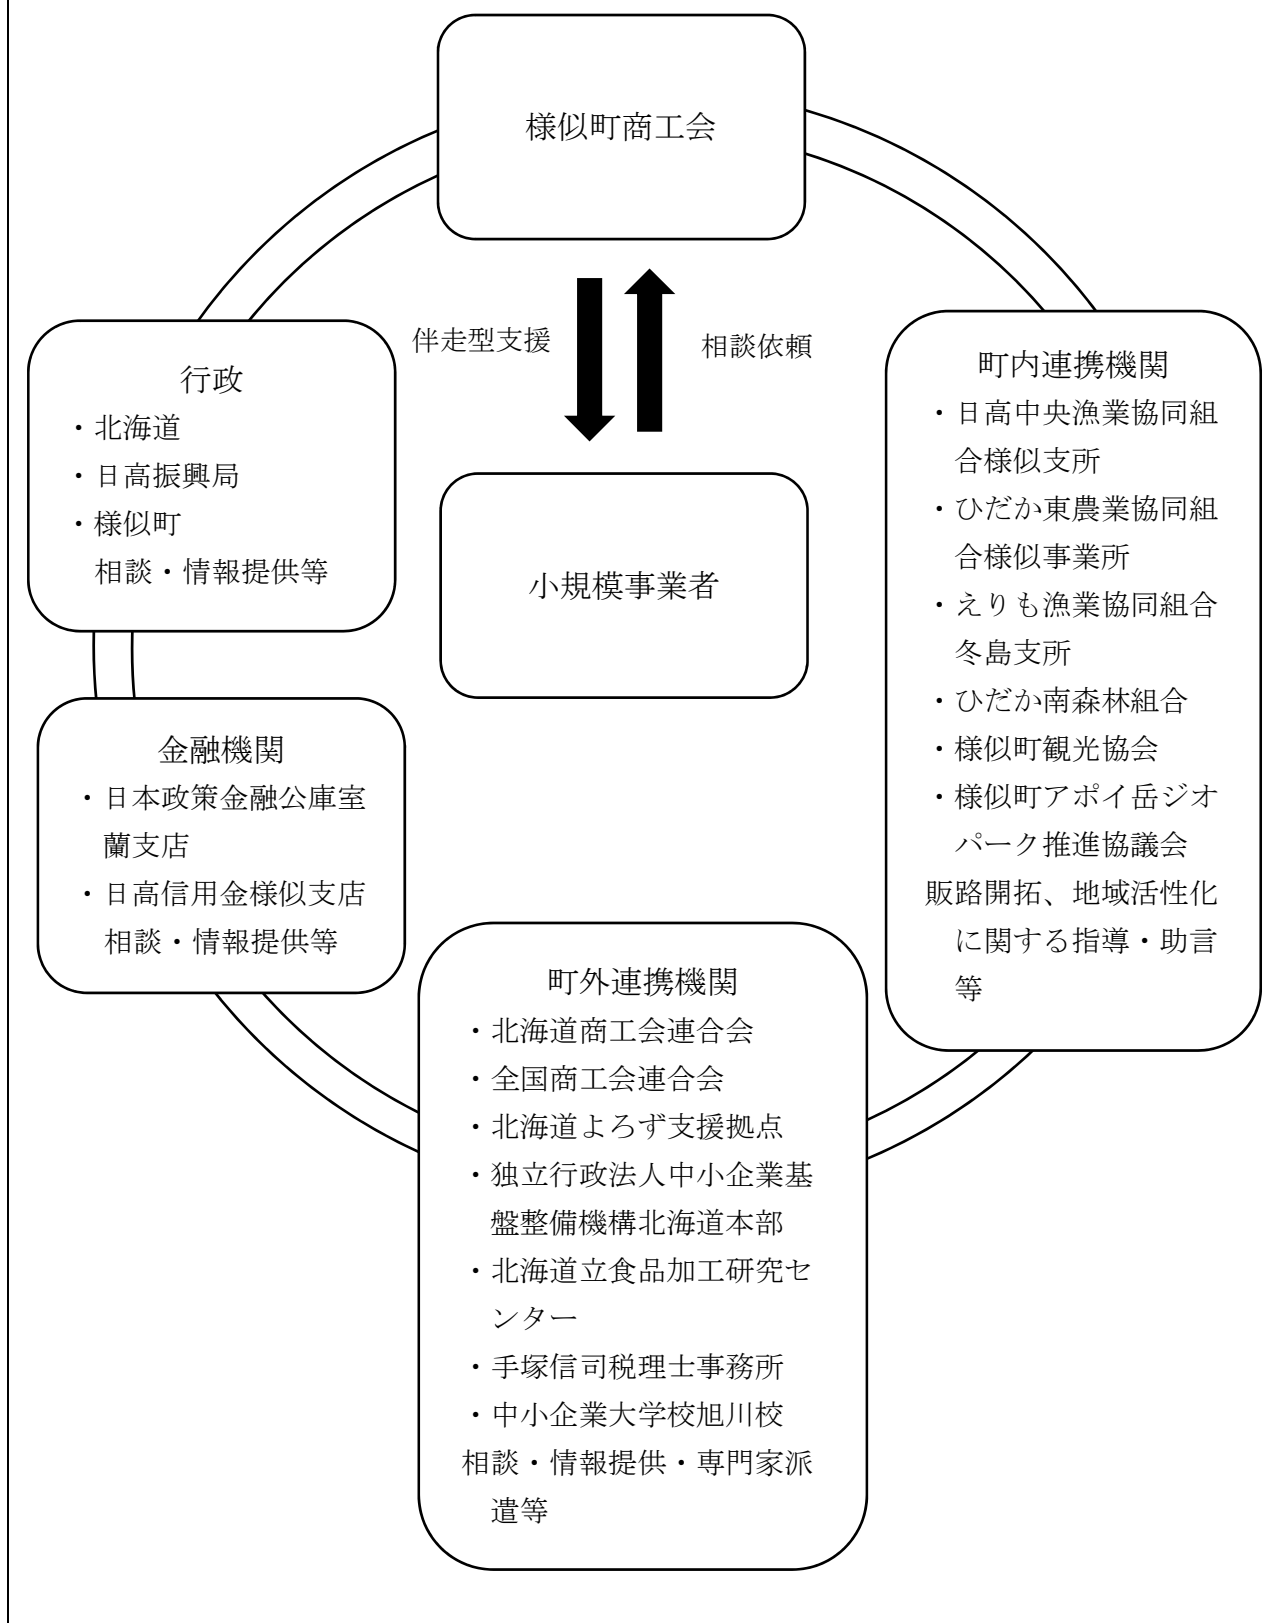 様似町商工会
伴走型支援
相談依頼
小規模事業者
行政
・北海道
・日高振興局
・様似町
相談・情報提供等
金融機関
・日本政策金融公庫室
蘭支店
・日高信用金様似支店
相談・情報提供等
町内連携機関
・日高中央漁業協同組
合様似支所
・ひだか東農業協同組
合様似事業所
・えりも漁業協同組合
冬島支所
・ひだか南森林組合
・様似町観光協会
・様似町アポイ岳ジオ
パーク推進協議会
販路開拓、地域活性化
に関する指導・助言
等
町外連携機関
・北海道商工会連合会
・全国商工会連合会
・北海道よろず支援拠点
・独立行政法人中小企業基
盤整備機構北海道本部
・北海道立食品加工研究セ
ンター
・手塚信司税理士事務所
・中小企業大学校旭川校
相談・情報提供・専門家派
遣等